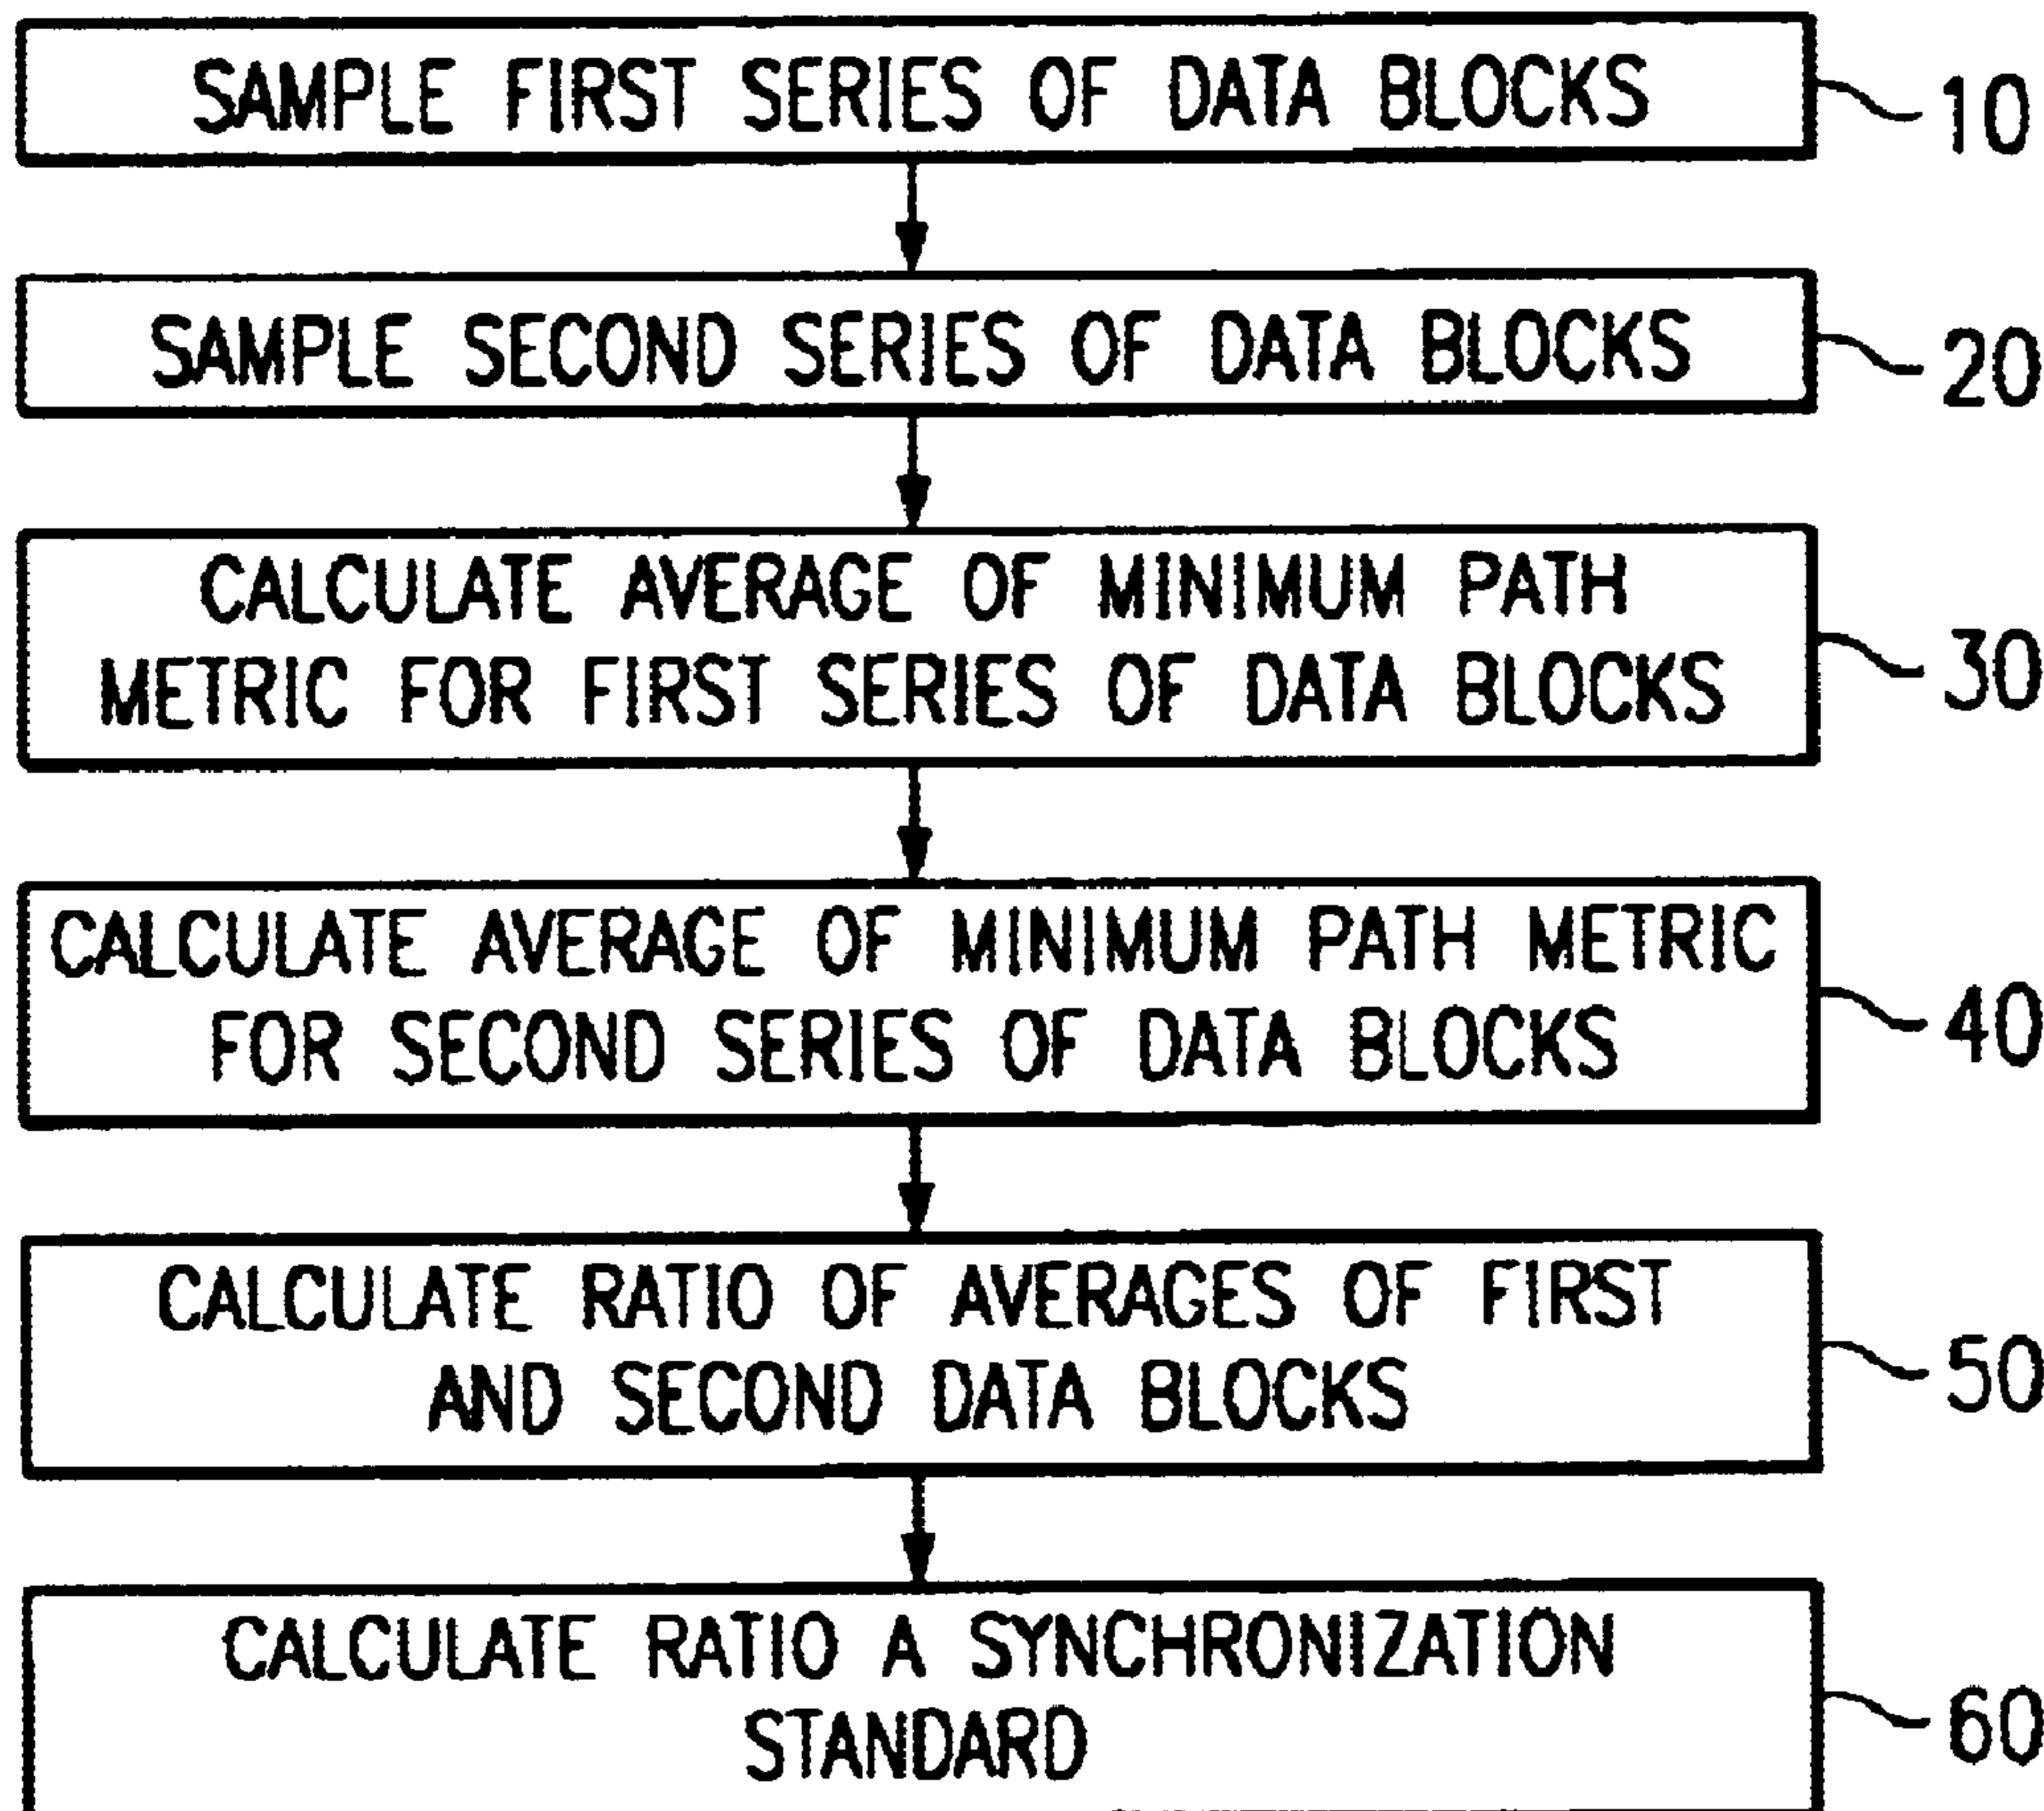 SAMPLE FIRST SERIES OF DATA BLOCKS
10
SAMPLE SECOND SERIES OF DATA BLOCKS
20
CALCULATE AVERAGE OF MINIMUM PATH
METRIC FOR FIRST SERIES OF DATA BLOCKS
30
CALCULATE AVERAGE OF MINIMUM PATH METRIC
FOR SECOND SERIES OF DATA BLOCKS
40
CALCULATE RATIO OF AVERAGES OF FIRST
AND SECOND DATA BLOCKS
50
CALCULATE RATIO A SYNCHRONIZATION
STANDARD
60